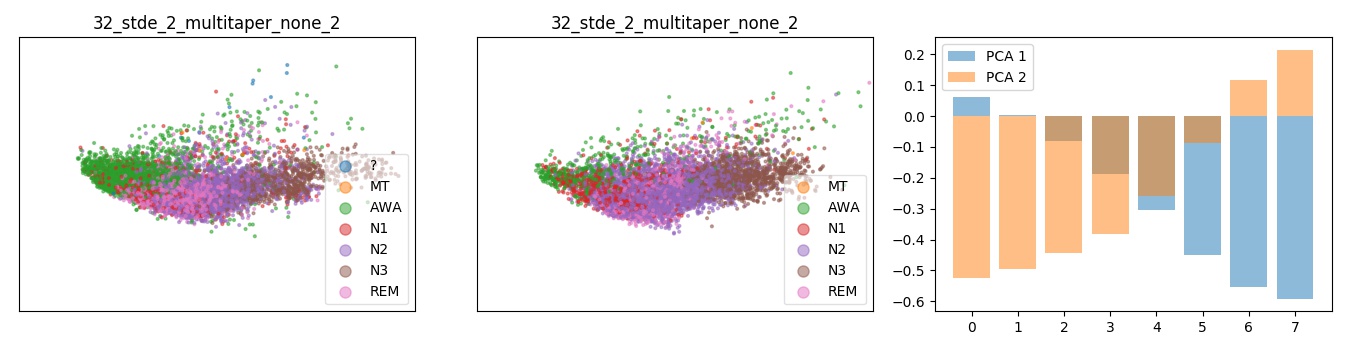 32_stde_2_multitaper_none_2
?
MT
AWA
N1
N2
N3
REM
32_stde_2_multitaper_none_2
MT
AWA
N1
N2
N3
REM
PCA 1
PCA 2
0.2
0.1
0.0
−0.1
−0.2
−0.3
−0.4
−0.5
−0.6
0 1 2 3 4 5 6 7